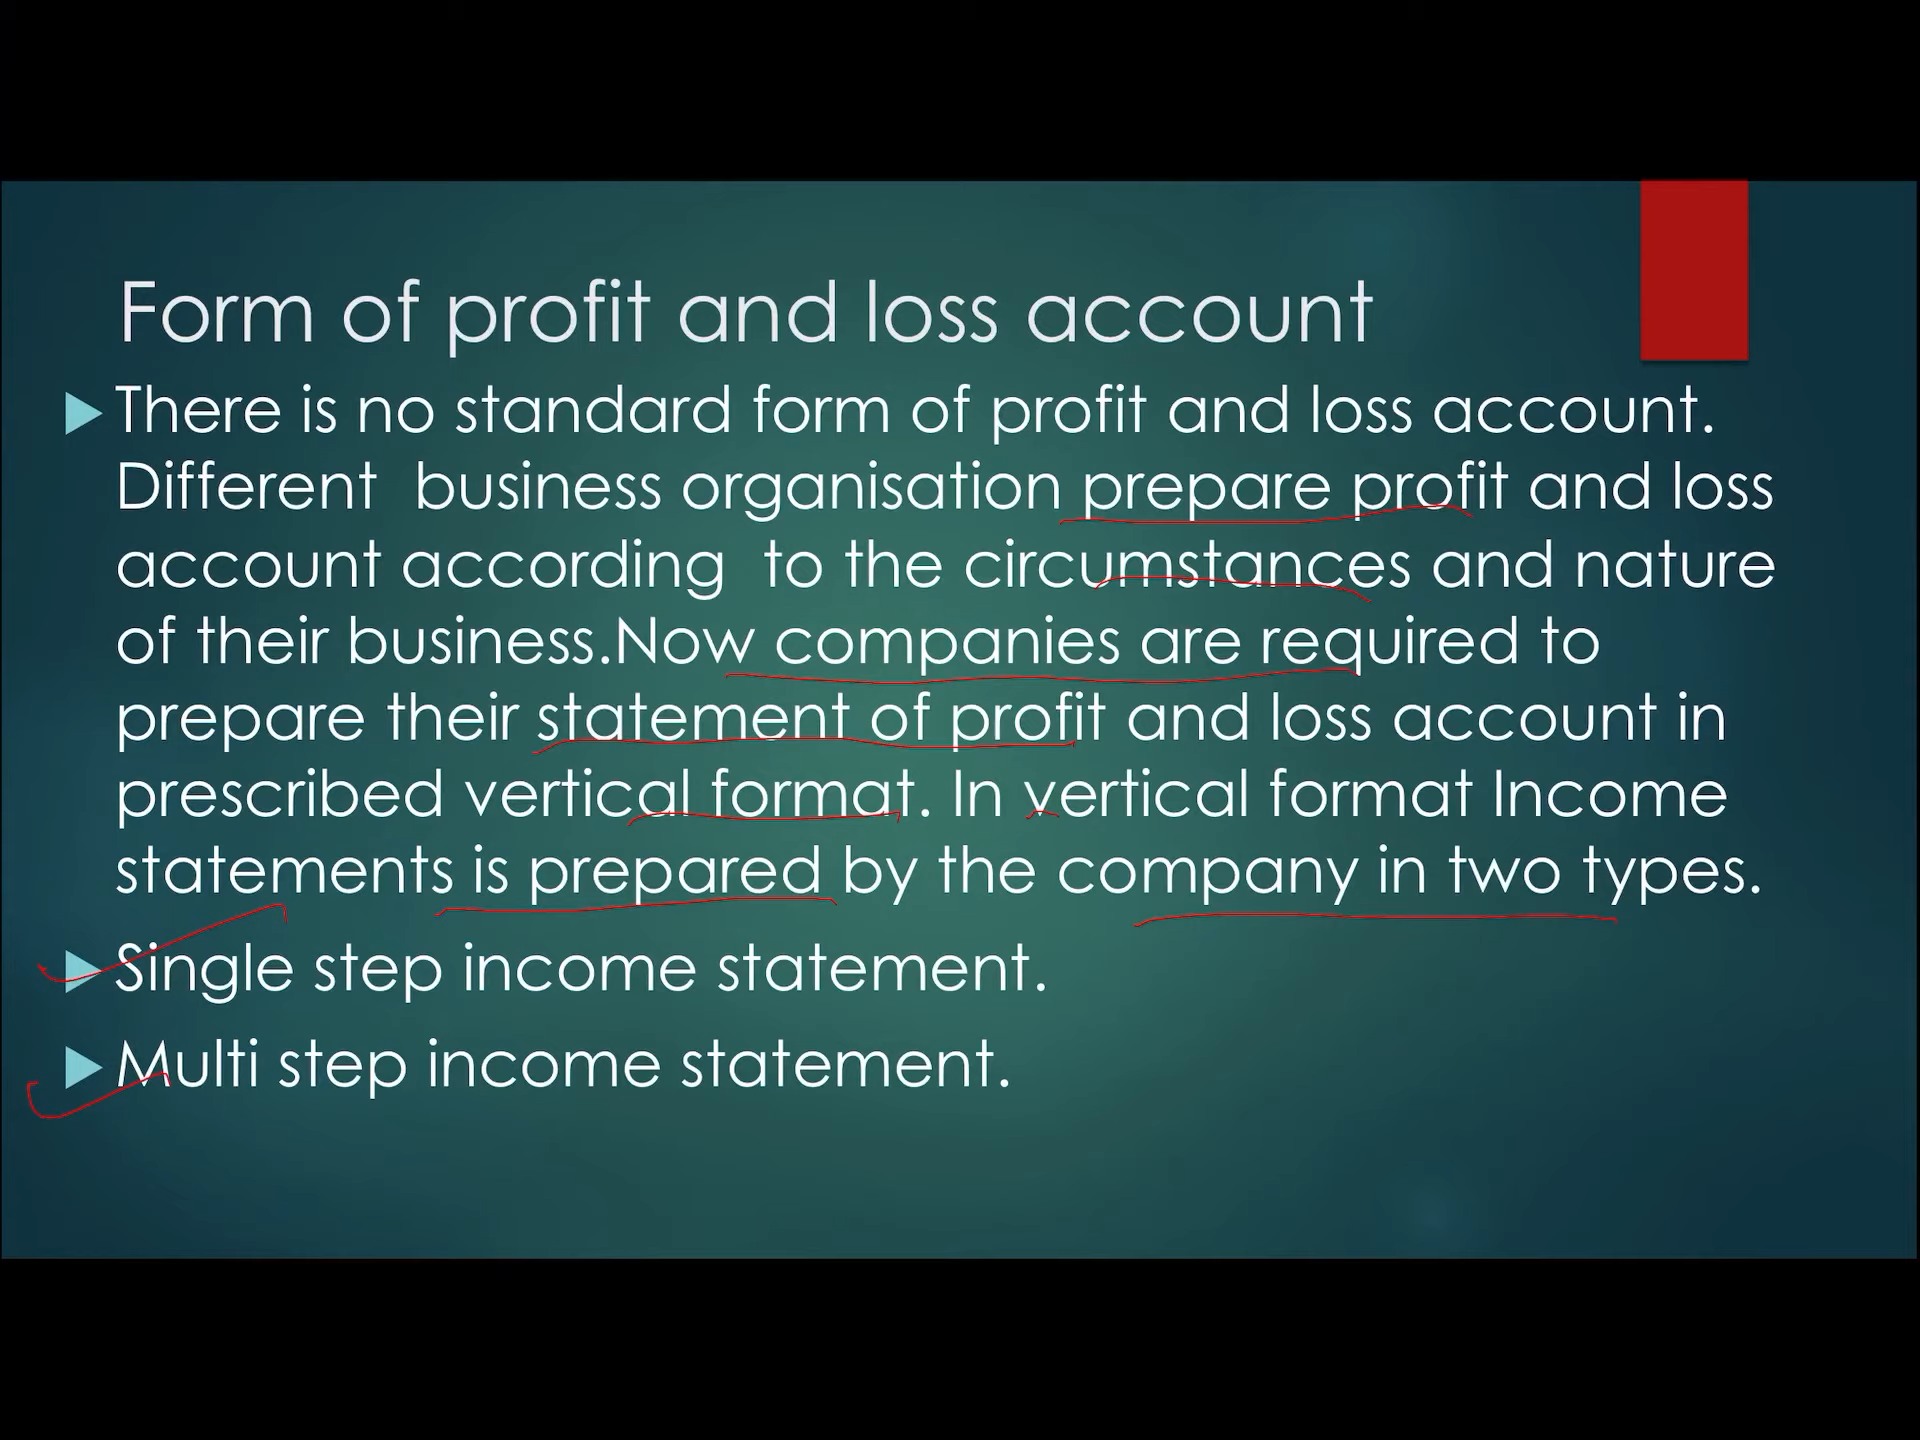 Form of profit and loss account
There is no standard form of profit and loss account.
Different business organisation prepare profit and loss
account according to the circumstances and nature
of their business.Now companies are required to
prepare their statement of profit and loss account in
prescribed vertical format. In vertical format Income
statements is prepared by the company in two types.
Single step income statement.
Multi step income statement.